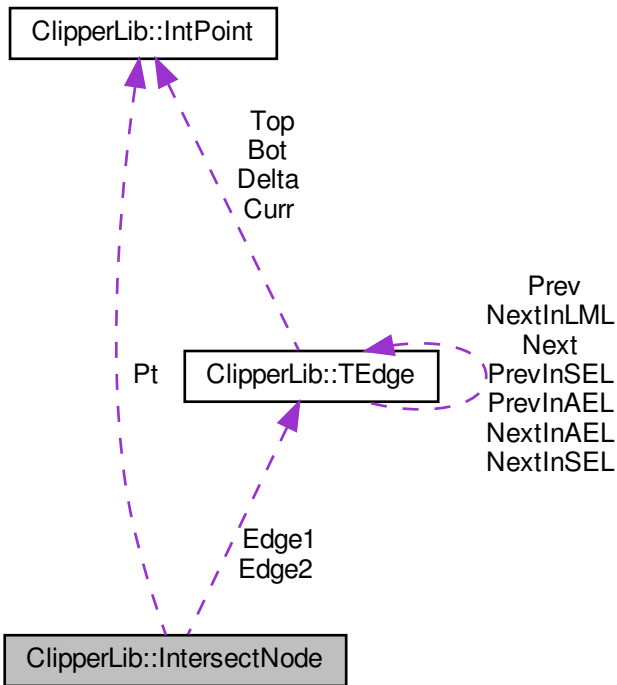 ClipperLib::IntPoint
Top
Bot
Delta
Curr
Prev
NextInLML
Next
PrevInSEL
PrevInAEL
NextInAEL
NextInSEL
Pt
ClipperLib::TEdge
Edge1
Edge2
ClipperLib::IntersectNode